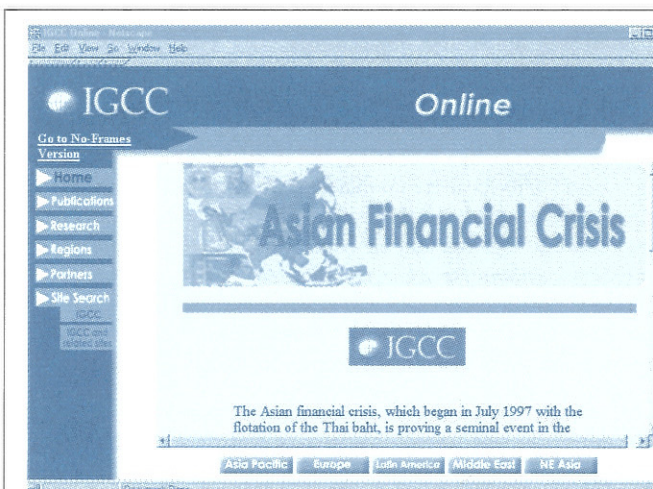 IGCC Online - Netscape
File Edit View Go Window Help
IGCC
Online
Go to No-Frames
Version
Home
Publications
Research
Regions
Partners
Site Search
IGCC
IGCC and
related sites
Asian Financial Crisis
IGCC
The Asian financial crisis, which began in July 1997 with the
flotation of the Thai baht, is proving a seminal event in the
Asia Pacific Europe Latin America Middle East NE Asia